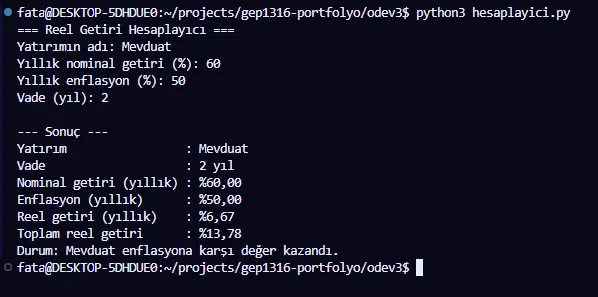 fata@DESKTOP-5DHDUE0:~/projects/gep1316-portfolyo/odev3$ python3 hesaplayici.py
=== Reel Getiri Hesaplayıcı ===
Yatırımın adı: Mevduat
Yıllık nominal getiri (%): 60
Yıllık enflasyon (%): 50
Vade (yıl): 2

--- Sonuç ---
Yatırım                  : Mevduat
Vade                     : 2 yıl
Nominal getiri (yıllık) : %60,00
Enflasyon (yıllık)      : %50,00
Reel getiri (yıllık)    : %6,67
Toplam reel getiri      : %13,78
Durum: Mevduat enflasyona karşı değer kazandı.
fata@DESKTOP-5DHDUE0:~/projects/gep1316-portfolyo/odev3$